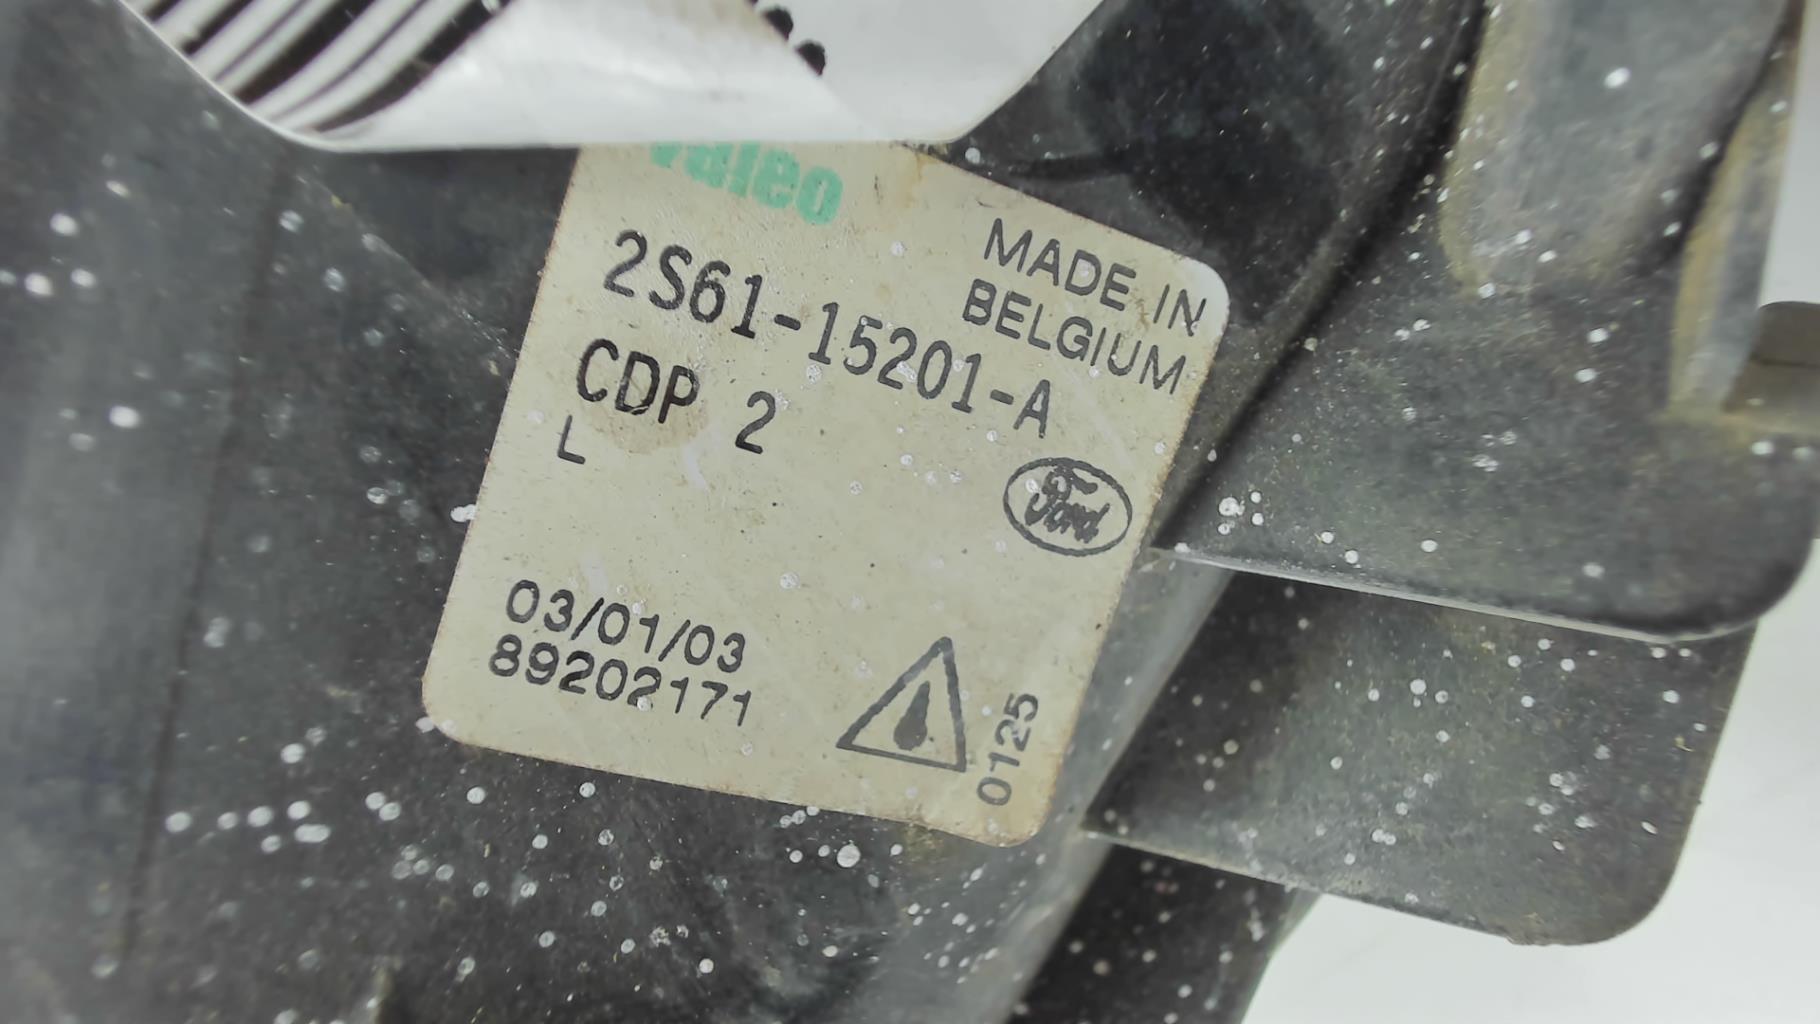 valeo
MADE IN
BELGIUM
2S61-15201-A
CDP 2
L
Ford
03/01/03
89202171
0125